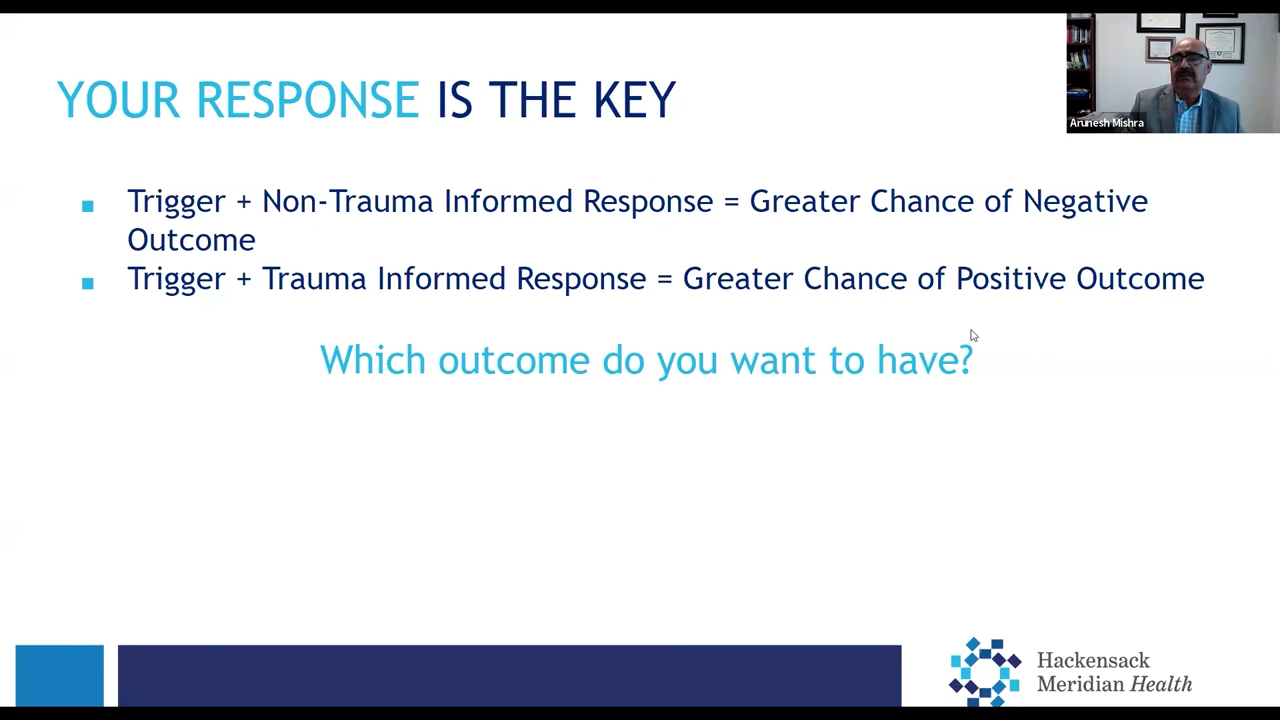 YOUR RESPONSE IS THE KEY
Arunesh Mishra
■ Trigger + Non-Trauma Informed Response = Greater Chance of Negative
Outcome
■ Trigger + Trauma Informed Response = Greater Chance of Positive Outcome
Which outcome do you want to have?
Hackensack
Meridian Health